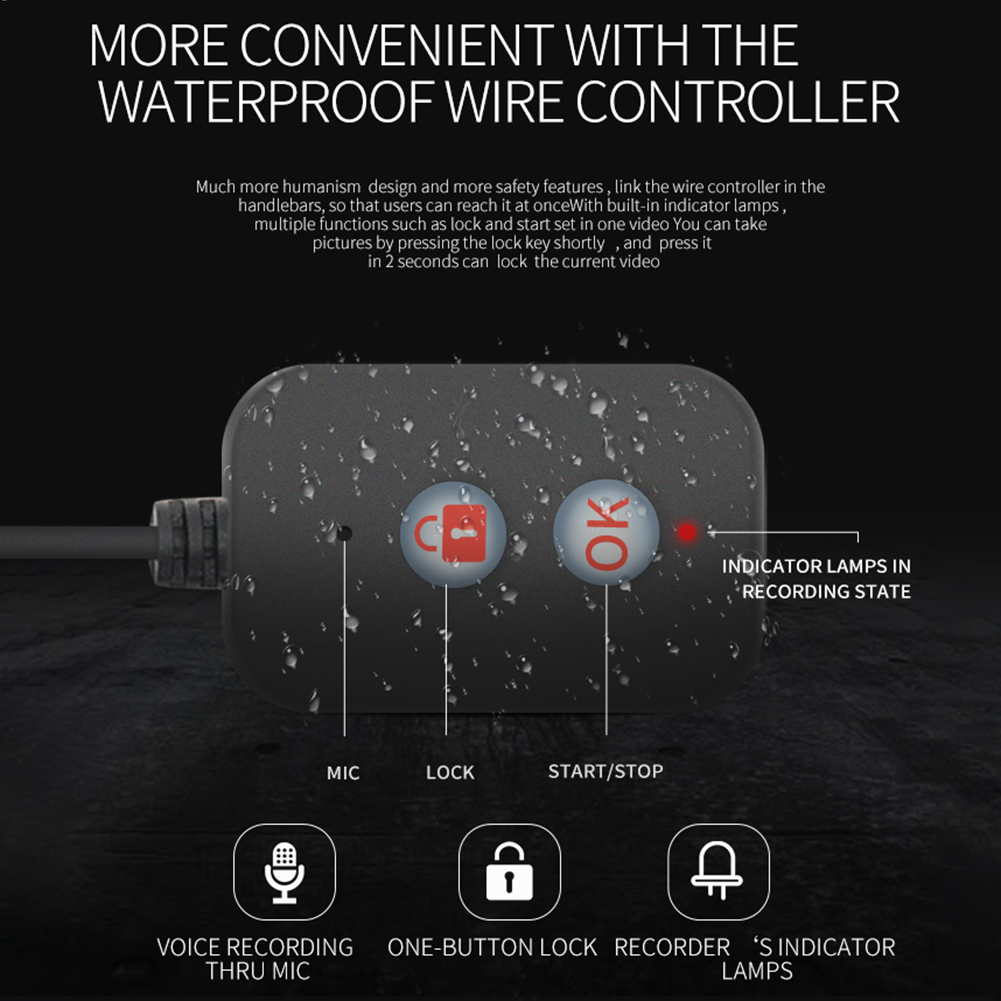 MORE CONVENIENT WITH THE
WATERPROOF WIRE CONTROLLER
Much more humanism design and more safety features , link the wire controller in the
handlebars, so that users can reach it at onceWith built-in indicator lamps ,
multiple functions such as lock and start set in one video You can take
pictures by pressing the lock key shortly , and press it
in 2 seconds can lock the current video
OK
INDICATOR LAMPS IN
RECORDING STATE
MIC
LOCK
START/STOP
VOICE RECORDING
THRU MIC
ONE-BUTTON LOCK
RECORDER ‘S INDICATOR
LAMPS